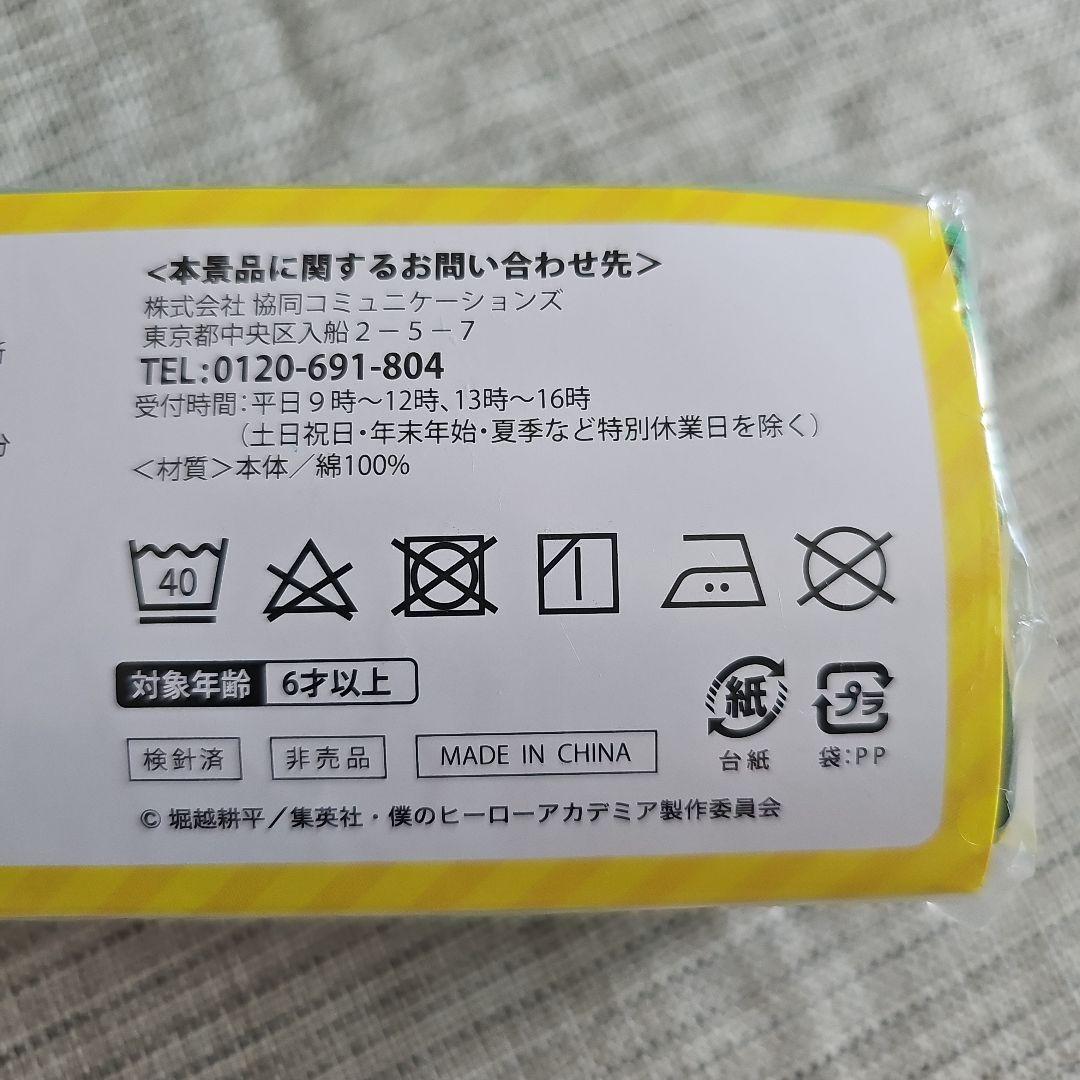 <本景品に関するお問い合わせ先>
株式会社 協同コミュニケーションズ
東京都中央区入船2-5-7
TEL:0120-691-804
受付時間:平日9時~12時、13時~16時
(土日祝日・年末年始・夏季など特別休業日を除く)
<材質>本体/綿100%
40
対象年齢 6才以上
紙 プラ
台紙 袋:PP
検針済 非売品 MADE IN CHINA
© 堀越耕平/集英社・僕のヒーローアカデミア製作委員会